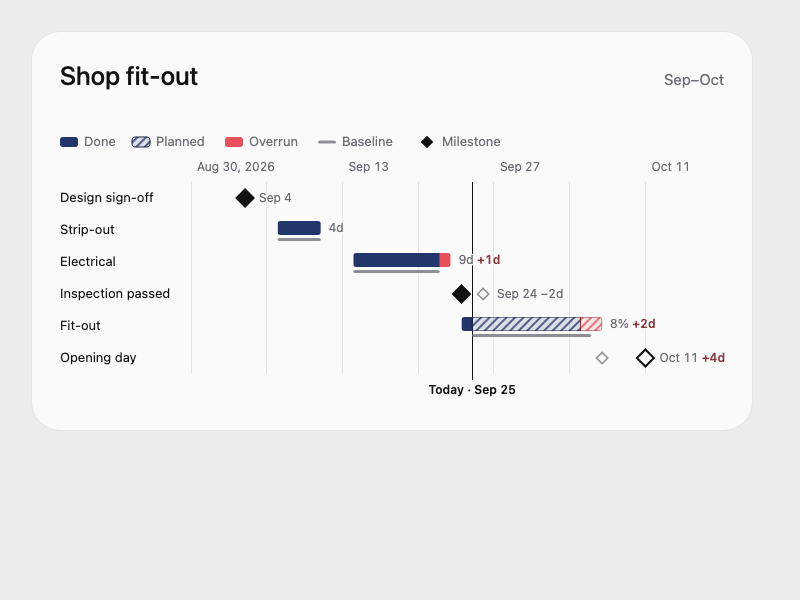 Shop fit-out
Sep–Oct
Done Planned Overrun Baseline Milestone
Aug 30, 2026 Sep 13 Sep 27 Oct 11
Design sign-off Sep 4
Strip-out 4d
Electrical 9d +1d
Inspection passed Sep 24 −2d
Fit-out 8% +2d
Opening day Oct 11 +4d
Today · Sep 25